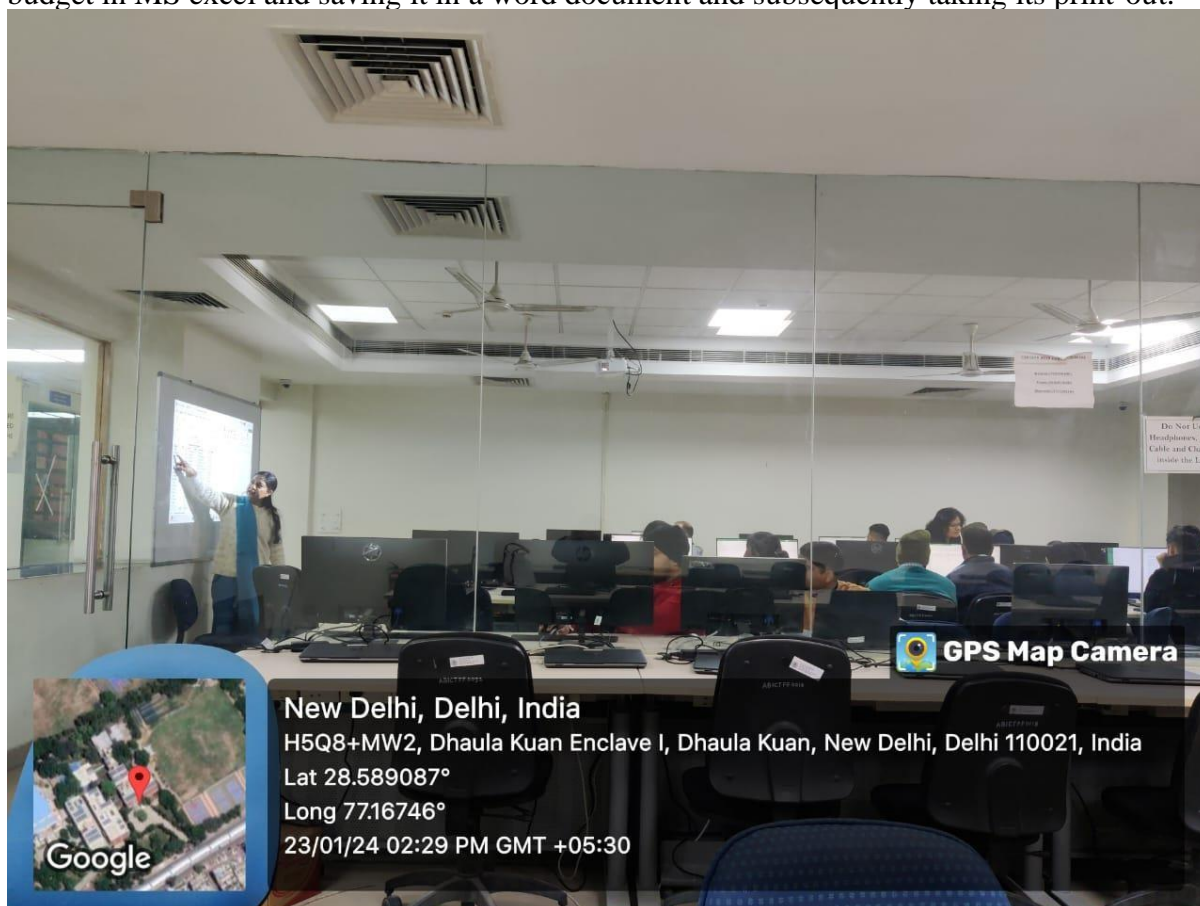 budget in MS excel and saving it in a word document and subsequently taking its print-out.
Do Not
Headphones,
Cable and
inside the
GPS Map Camera
New Delhi, Delhi, India
H5Q8+MW2, Dhaula Kuan Enclave I, Dhaula Kuan, New Delhi, Delhi 110021, India
Lat 28.589087°
Long 77.16746°
23/01/24 02:29 PM GMT +05:30
Google